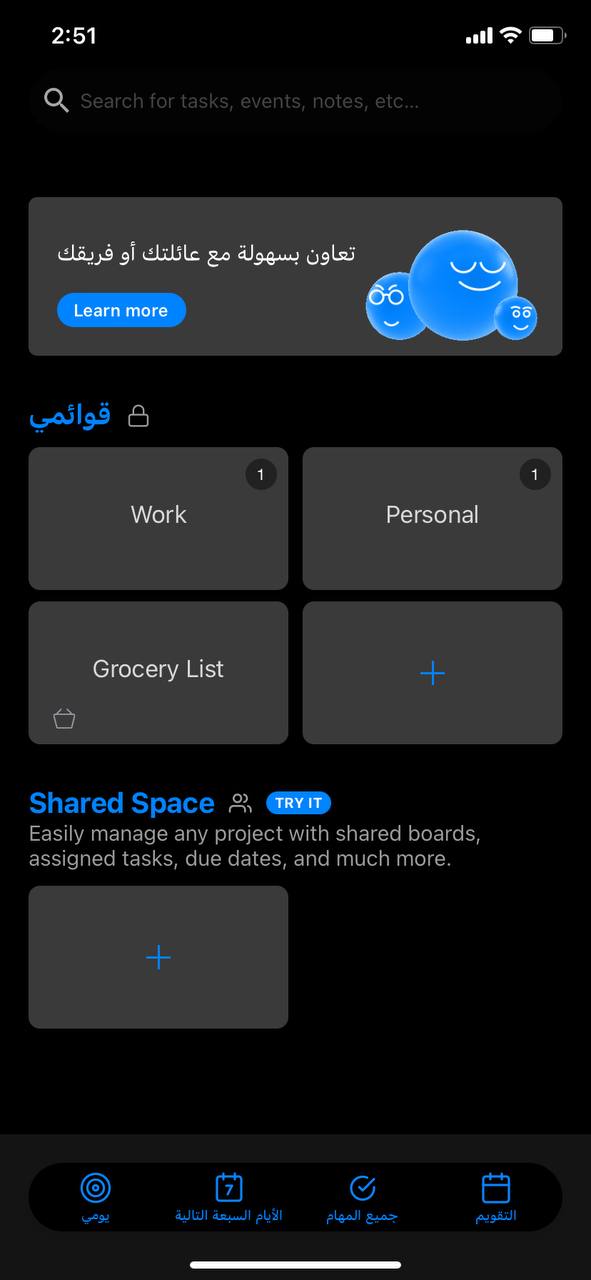 2:51
Search for tasks, events, notes, etc...
تعاون بسهولة مع عائلتك أو فريقك
Learn more
قوائمي
1
Work
1
Personal
Grocery List
Shared Space TRY IT
Easily manage any project with shared boards,
assigned tasks, due dates, and much more.
7
يومي
الأيام السبعة التالية
جميع المهام
التقويم